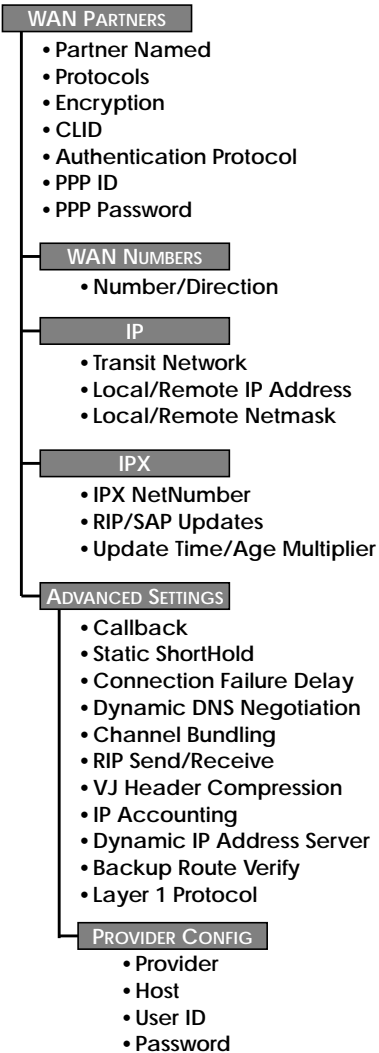 WAN PARTNERS
• Partner Named
• Protocols
• Encryption
• CLID
• Authentication Protocol
• PPP ID
• PPP Password
WAN NUMBERS
• Number/Direction
IP
• Transit Network
• Local/Remote IP Address
• Local/Remote Netmask
IPX
• IPX NetNumber
• RIP/SAP Updates
• Update Time/Age Multiplier
ADVANCED SETTINGS
• Callback
• Static ShortHold
• Connection Failure Delay
• Dynamic DNS Negotiation
• Channel Bundling
• RIP Send/Receive
• VJ Header Compression
• IP Accounting
• Dynamic IP Address Server
• Backup Route Verify
• Layer 1 Protocol
PROVIDER CONFIG
• Provider
• Host
• User ID
• Password